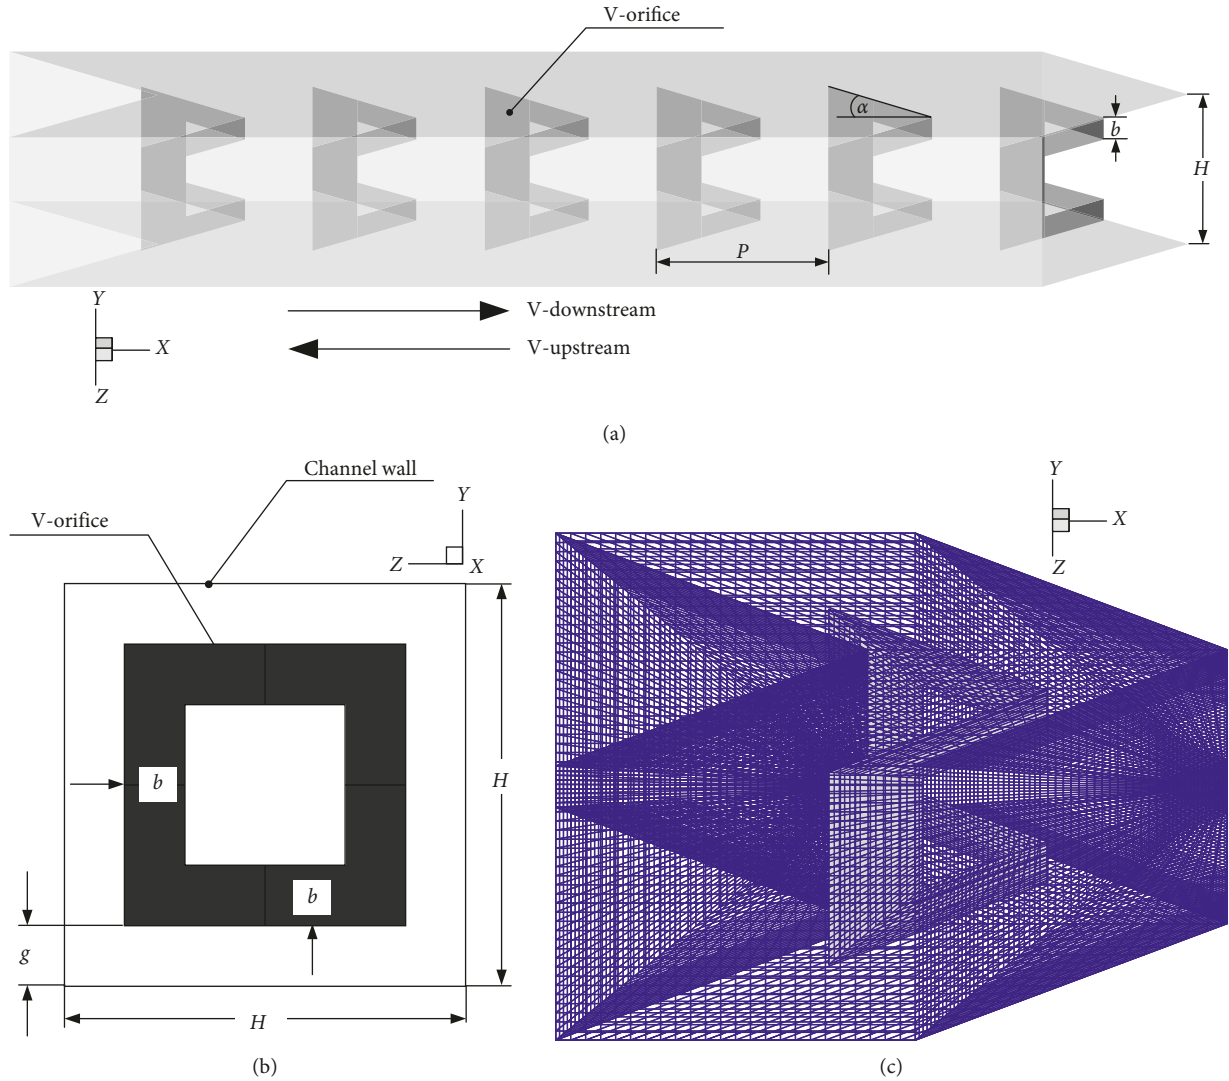 V-orifice
α
b
H
P
Y
X
Z
V-downstream
V-upstream
(a)
Channel wall
V-orifice
Y
Z
X
b
H
b
g
H
(b)
Y
X
Z
(c)